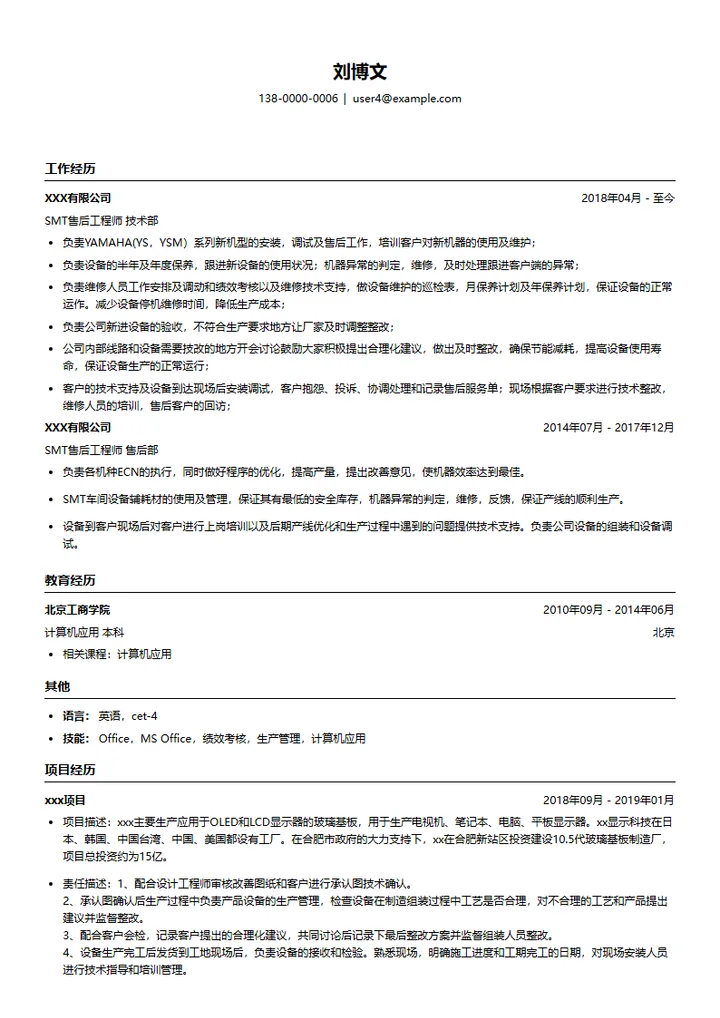 刘博文
138-0000-0006 | user4@example.com
工作经历
XXX有限公司 2018年04月 - 至今
SMT售后工程师 技术部
• 负责YAMAHA(YS，YSM）系列新机型的安装，调试及售后工作，培训客户对新机器的使用及维护；
• 负责设备的半年及年度保养，跟进新设备的使用状况；机器异常的判定，维修，及时处理跟进客户端的异常；
• 负责维修人员工作安排及调动和绩效考核以及维修技术支持，做设备维护的巡检表，月保养计划及年保养计划，保证设备的正常
运作。减少设备停机维修时间，降低生产成本；
• 负责公司新进设备的验收，不符合生产要求地方让厂家及时调整整改；
• 公司内部线路和设备需要技改的地方开会讨论鼓励大家积极提出合理化建议，做出及时整改，确保节能减耗，提高设备使用寿
命，保证设备生产的正常运行；
• 客户的技术支持及设备到达现场后安装调试，客户抱怨、投诉、协调处理和记录售后服务单；现场根据客户要求进行技术整改，
维修人员的培训，售后客户的回访；
XXX有限公司 2014年07月 - 2017年12月
SMT售后工程师 售后部
• 负责各机种ECN的执行，同时做好程序的优化，提高产量，提出改善意见，使机器效率达到最佳。
• SMT车间设备辅耗材的使用及管理，保证其有最低的安全库存，机器异常的判定，维修，反馈，保证产线的顺利生产。
• 设备到客户现场后对客户进行上岗培训以及后期产线优化和生产过程中遇到的问题提供技术支持。负责公司设备的组装和设备调
试。
教育经历
北京工商学院 2010年09月 - 2014年06月
计算机应用 本科 北京
• 相关课程：计算机应用
其他
• 语言： 英语，cet-4
• 技能： Office，MS Office，绩效考核，生产管理，计算机应用
项目经历
xxx项目 2018年09月 - 2019年01月
• 项目描述：xxx主要生产应用于OLED和LCD显示器的玻璃基板，用于生产电视机、笔记本、电脑、平板显示器。xx显示科技在日
本、韩国、中国台湾、中国、美国都设有工厂。在合肥市政府的大力支持下，xx在合肥新站区投资建设10.5代玻璃基板制造厂，
项目总投资约为15亿。
• 责任描述：1、配合设计工程师审核改善图纸和客户进行承认图技术确认。
2、承认图确认后生产过程中负责产品设备的生产管理，检查设备在制造组装过程中工艺是否合理，对不合理的工艺和产品提出
建议并监督整改。
3、配合客户会检，记录客户提出的合理化建议，共同讨论后记录下最后整改方案并监督组装人员整改。
4、设备生产完工后发货到工地现场后，负责设备的接收和检验。熟悉现场，明确施工进度和工期完工的日期，对现场安装人员
进行技术指导和培训管理。